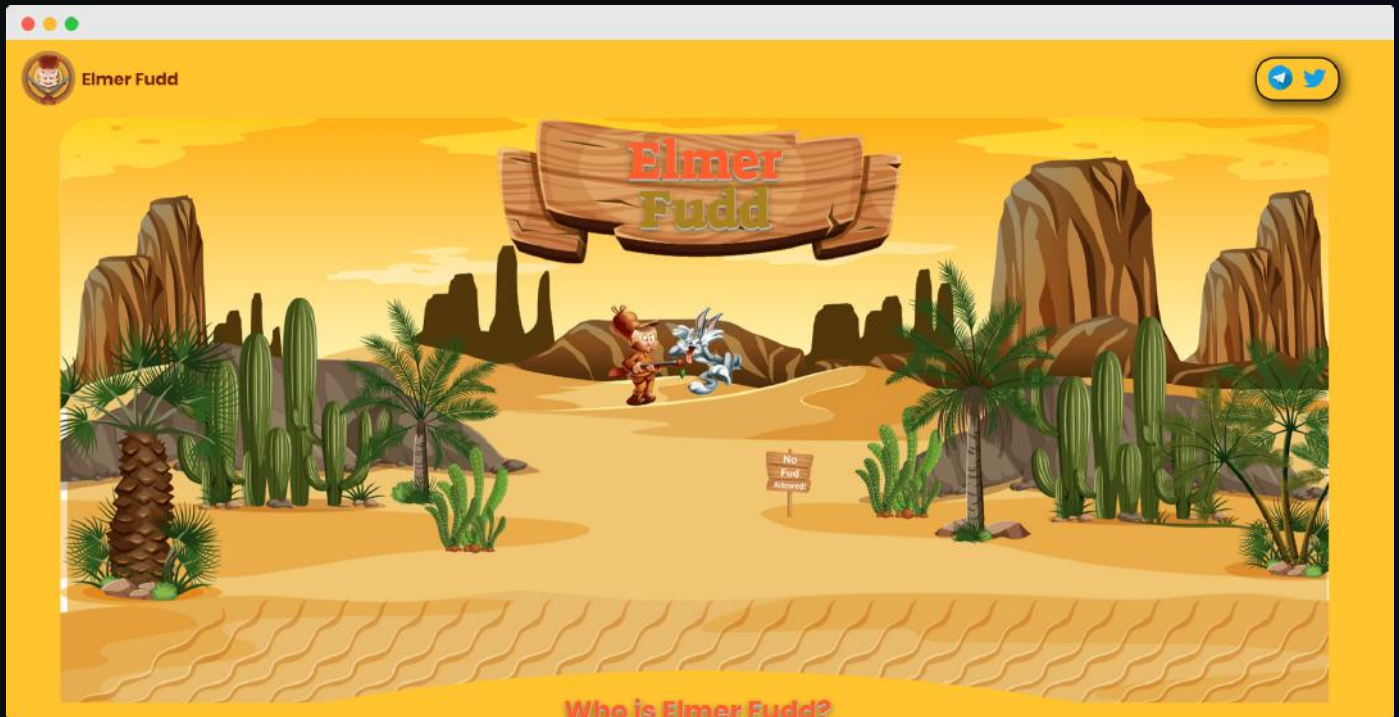 Elmer Fudd
Elmer
Fudd
No
Fud
Allowed!
Who is Elmer Fudd?